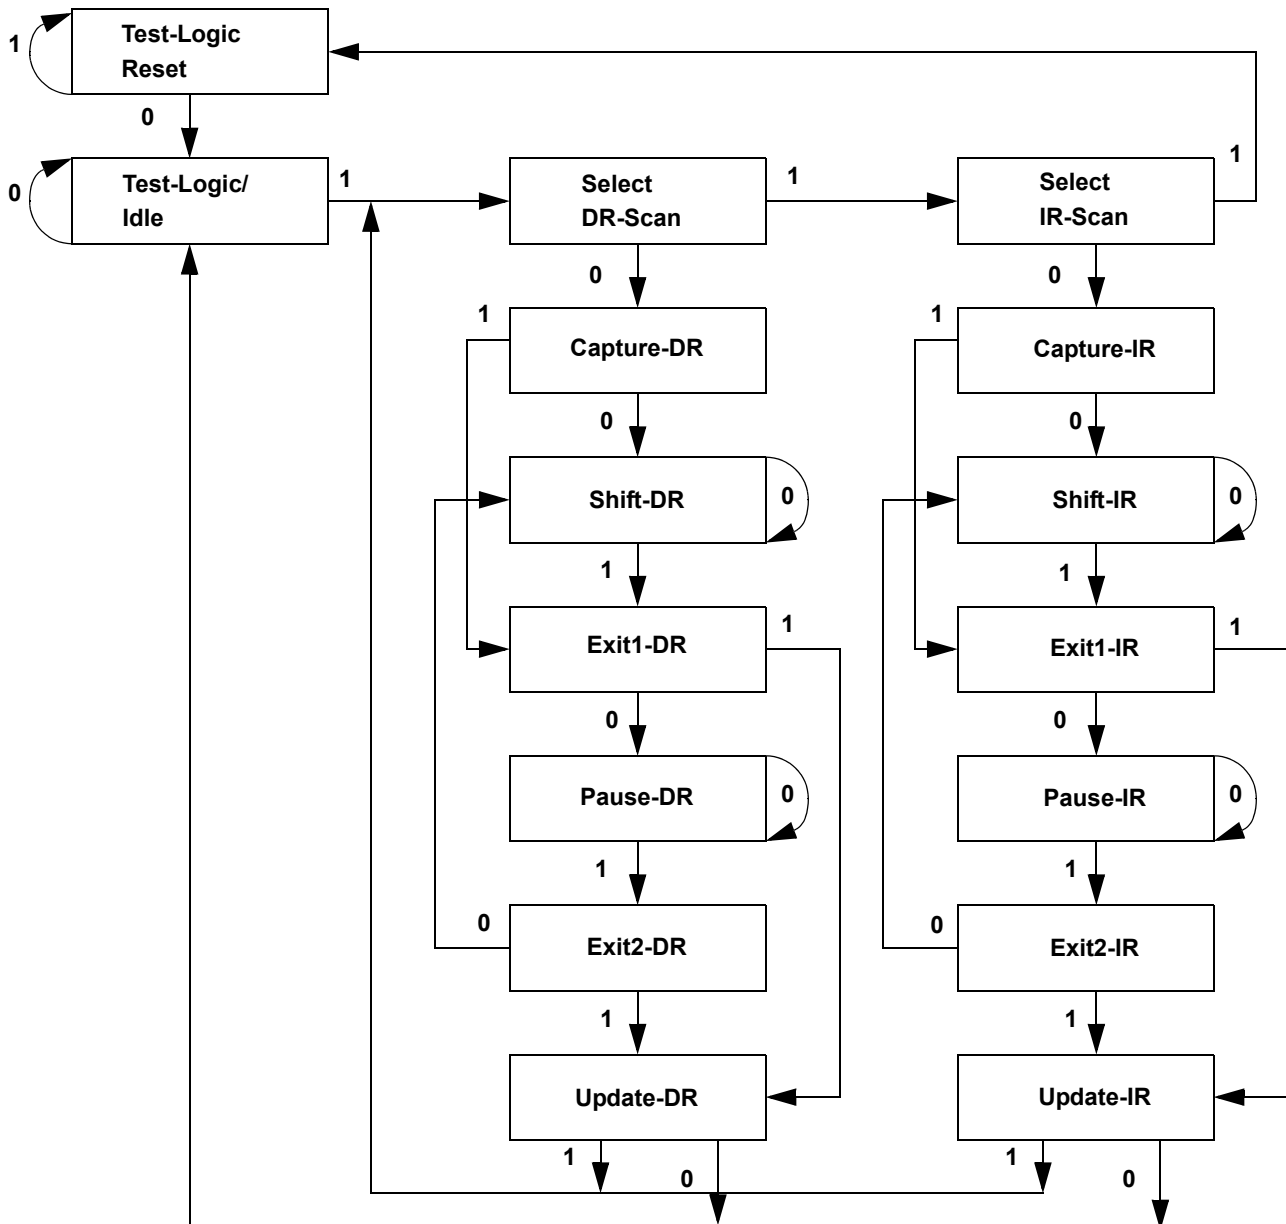 Test-Logic
Reset
1
0
Test-Logic/
Idle
0
1
Select
DR-Scan
1
Select
IR-Scan
1
0
0
1
Capture-DR
1
Capture-IR
0
0
Shift-DR
0
Shift-IR
0
1
1
Exit1-DR
1
Exit1-IR
1
0
0
Pause-DR
0
Pause-IR
0
1
1
0
Exit2-DR
0
Exit2-IR
1
1
Update-DR
Update-IR
1
0
1
0